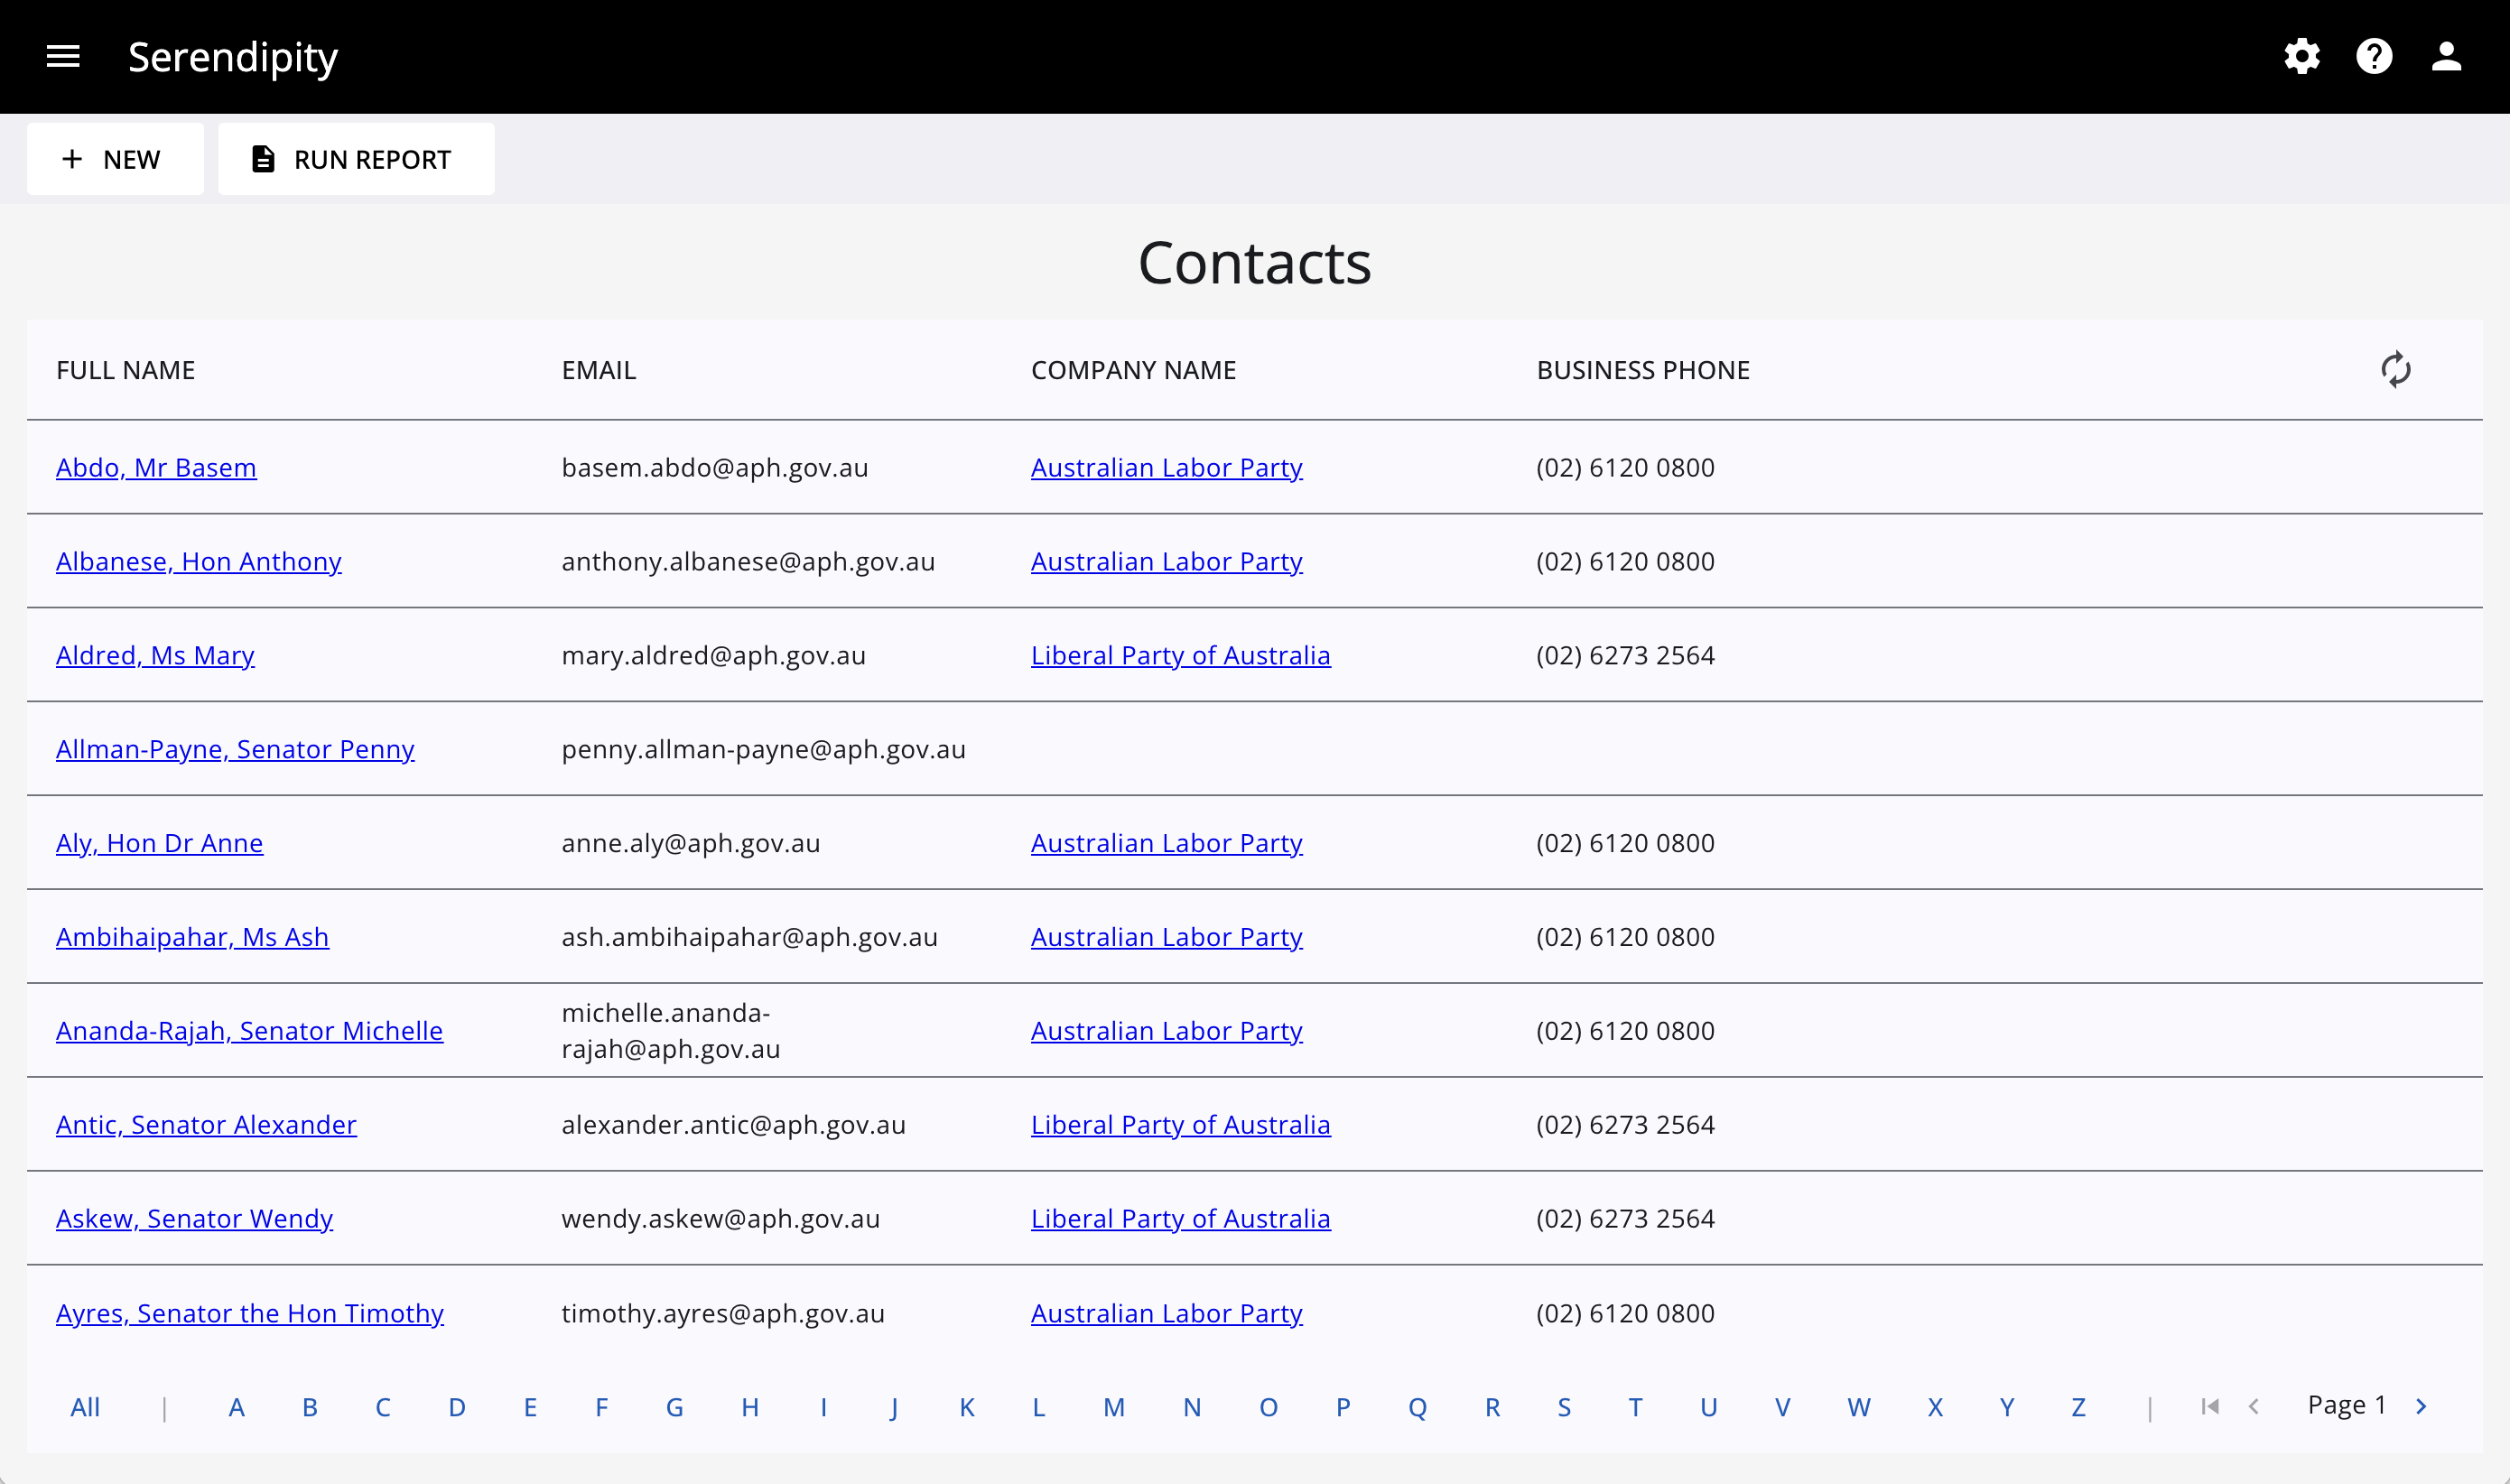 Serendipity
NEW RUN REPORT
Contacts
FULL NAME EMAIL COMPANY NAME BUSINESS PHONE
Abdo, Mr Basem basem.abdo@aph.gov.au Australian Labor Party (02) 6120 0800
Albanese, Hon Anthony anthony.albanese@aph.gov.au Australian Labor Party (02) 6120 0800
Aldred, Ms Mary mary.aldred@aph.gov.au Liberal Party of Australia (02) 6273 2564
Allman-Payne, Senator Penny penny.allman-payne@aph.gov.au
Aly, Hon Dr Anne anne.aly@aph.gov.au Australian Labor Party (02) 6120 0800
Ambihaipahar, Ms Ash ash.ambihaipahar@aph.gov.au Australian Labor Party (02) 6120 0800
Ananda-Rajah, Senator Michelle michelle.ananda-
rajah@aph.gov.au Australian Labor Party (02) 6120 0800
Antic, Senator Alexander alexander.antic@aph.gov.au Liberal Party of Australia (02) 6273 2564
Askew, Senator Wendy wendy.askew@aph.gov.au Liberal Party of Australia (02) 6273 2564
Ayres, Senator the Hon Timothy timothy.ayres@aph.gov.au Australian Labor Party (02) 6120 0800
All | A B C D E F G H I J K L M N O P Q R S T U V W X Y Z | Page 1